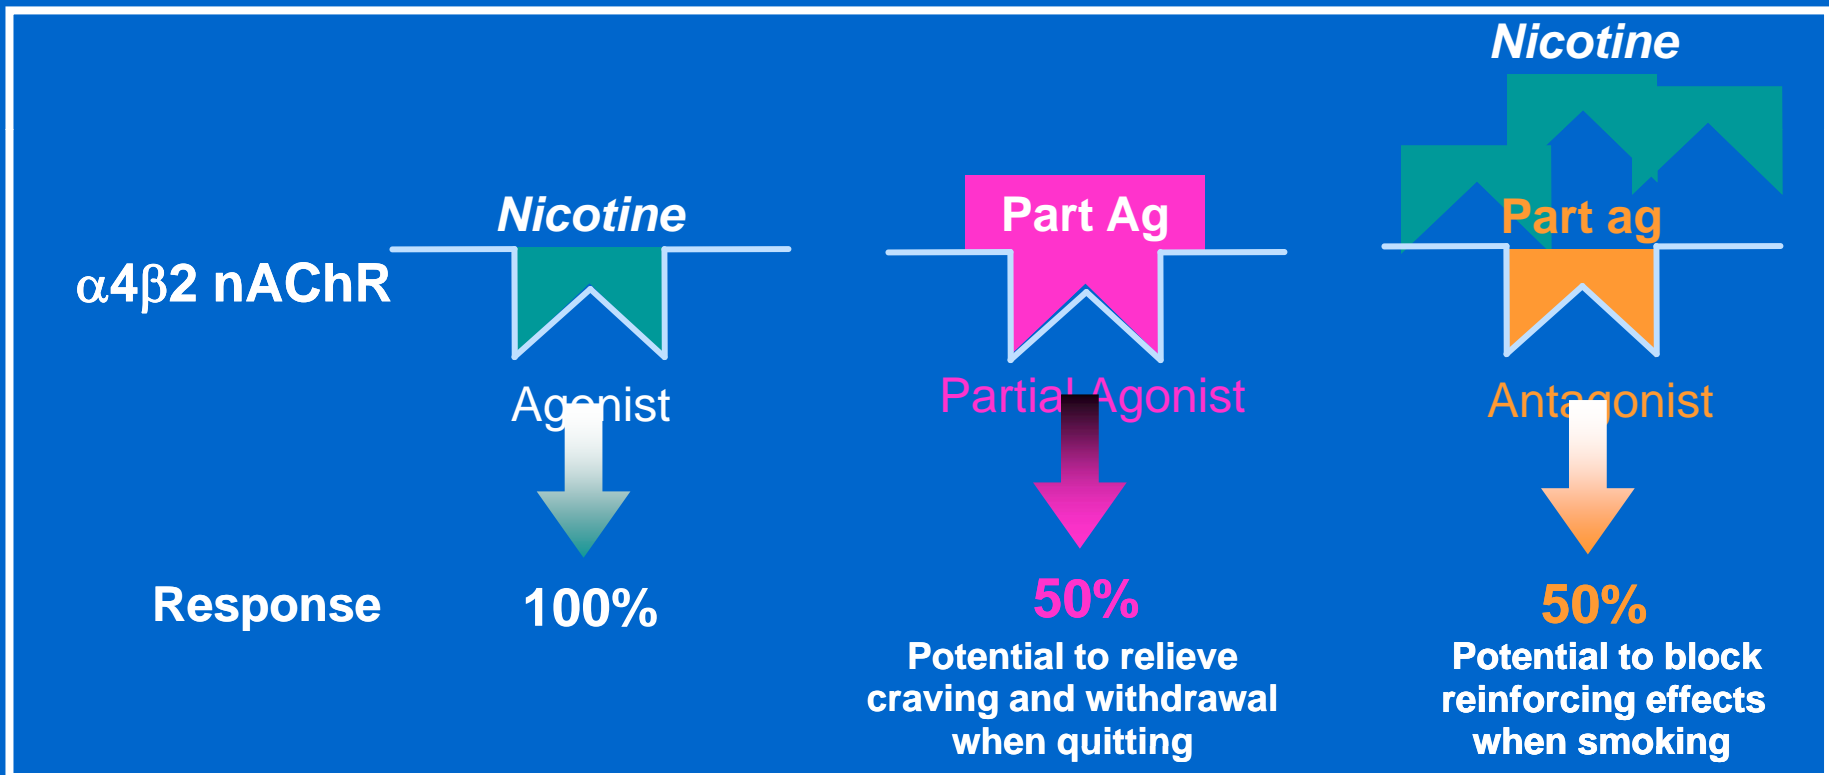 Nicotine
α4β2 nAChR
Agonist
Response
100%
Part Ag
Partial Agonist
50%
Potential to relieve
craving and withdrawal
when quitting
Nicotine
Part ag
Antagonist
50%
Potential to block
reinforcing effects
when smoking